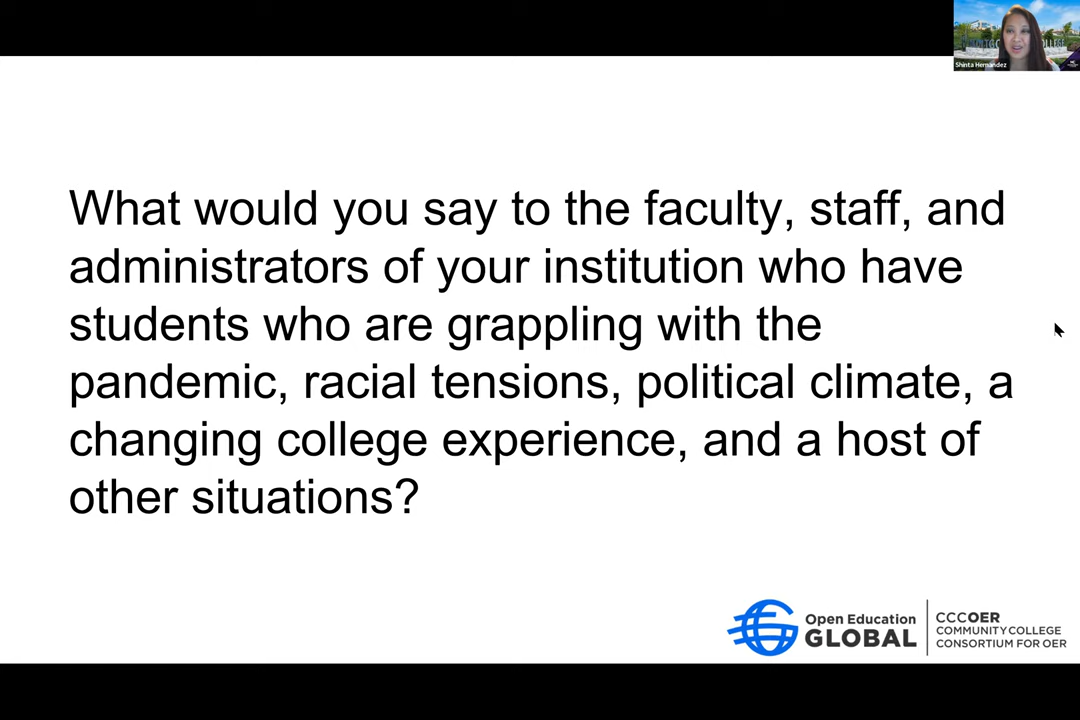 Shinta Hernandez
What would you say to the faculty, staff, and
administrators of your institution who have
students who are grappling with the
pandemic, racial tensions, political climate, a
changing college experience, and a host of
other situations?
Open Education
GLOBAL
CCCOER
COMMUNITY COLLEGE
CONSORTIUM FOR OER